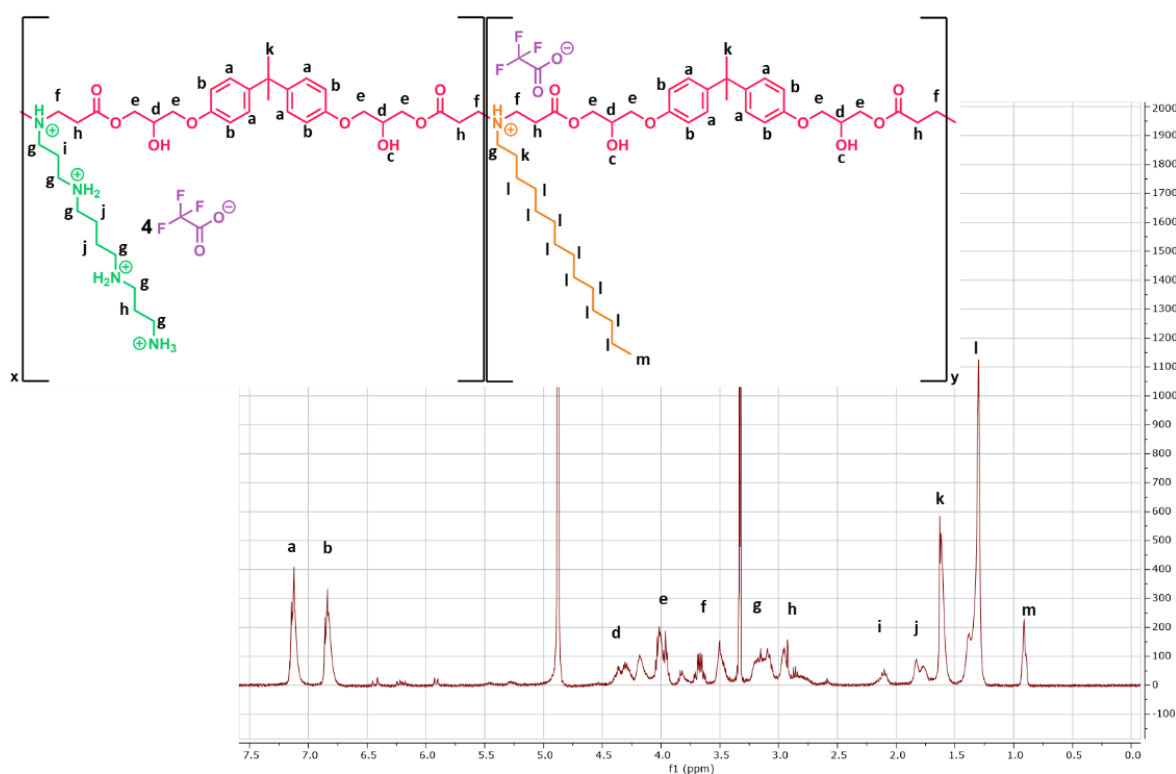 k k
F F F O⊖ O
a a a a
b b b b
f O e d e O O e d e O O h f
H N ⊕ O OH a b b a OH c O h H N ⊕ f h O OH c a b b a O OH c O h
g i
g ⊕ NH2
g j
4 F F F O⊖ O
j g
⊕ H2N g
h g
⊕ NH3
g k
l l
l l
l l
l l
l
l m
x y
2000
1900
1800
1700
1600
1500
1400
1300
1200
1100
1000
900
800
700
600
500
400
300
200
100
0
-100
a b d e f g h i j k l m
7.5 7.0 6.5 6.0 5.5 5.0 4.5 4.0 3.5 3.0 2.5 2.0 1.5 1.0 0.5 0.0
f1 (ppm)